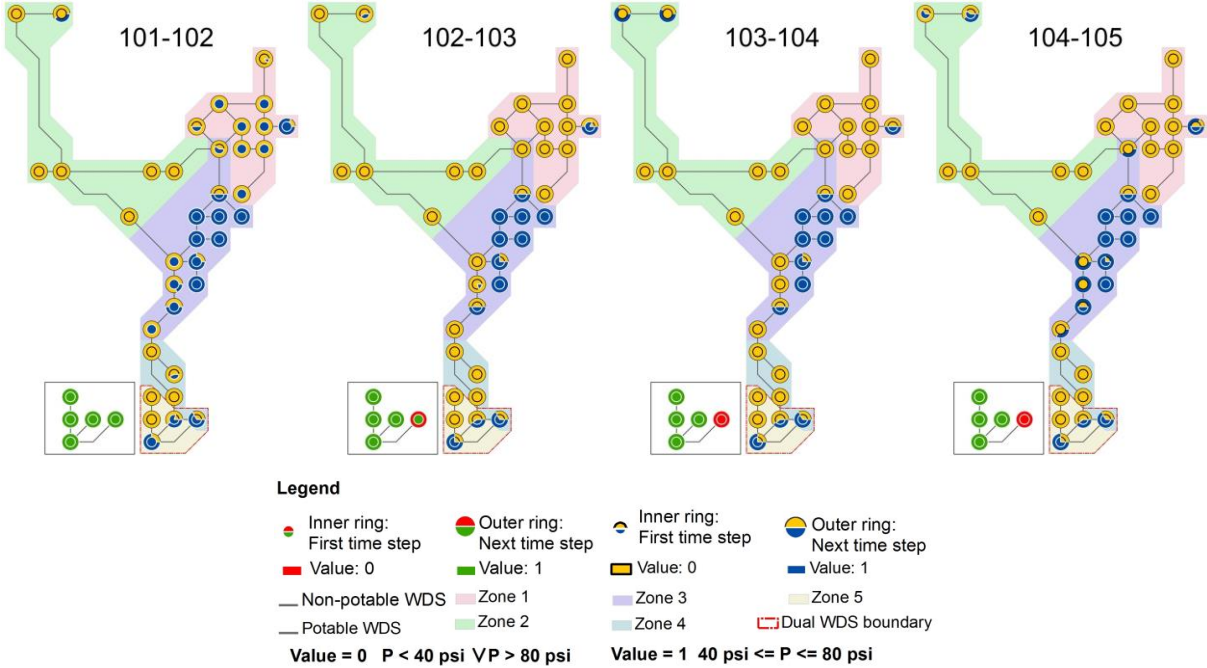 101-102
102-103
103-104
104-105
Legend
Inner ring:
First time step
Outer ring:
Next time step
Inner ring:
First time step
Outer ring:
Next time step
Value: 0
Value: 1
Value: 0
Value: 1
Non-potable WDS
Zone 1
Zone 3
Zone 5
Potable WDS
Zone 2
Zone 4
Dual WDS boundary
Value = 0 P < 40 psi ∨ P > 80 psi
Value = 1 40 psi <= P <= 80 psi